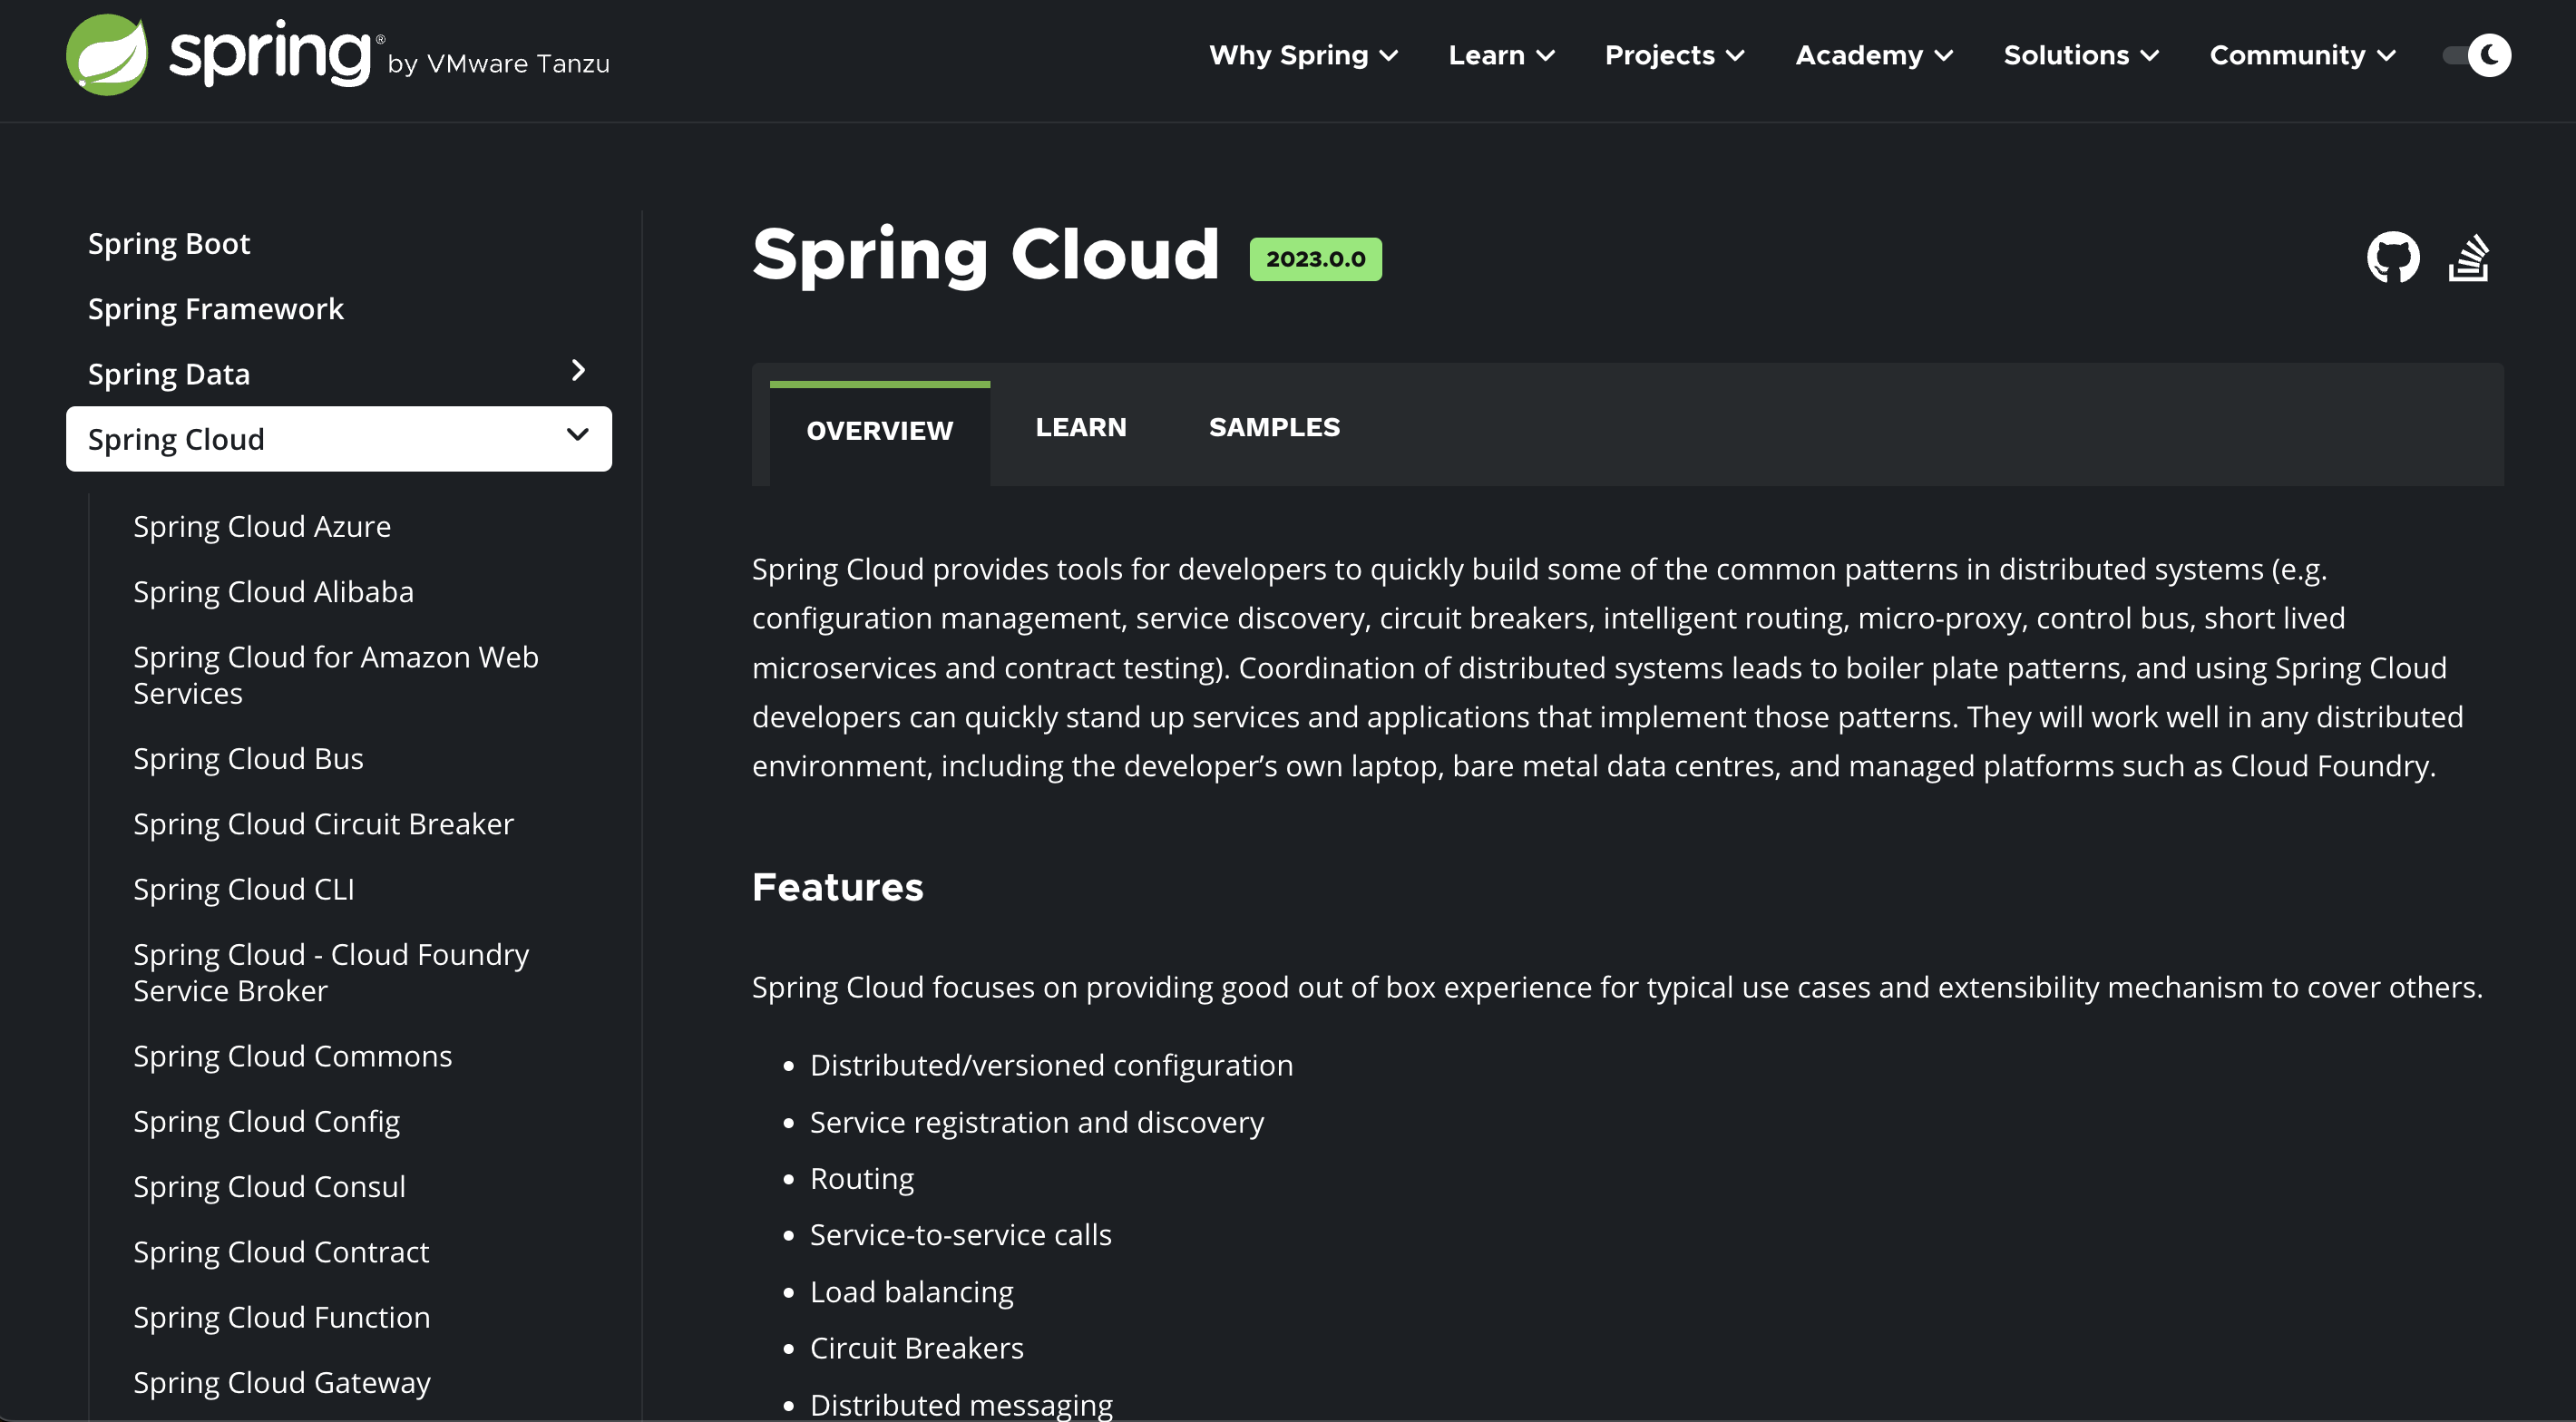 spring® by VMware Tanzu
Why Spring
Learn
Projects
Academy
Solutions
Community
Spring Boot
Spring Framework
Spring Data
Spring Cloud
Spring Cloud Azure
Spring Cloud Alibaba
Spring Cloud for Amazon Web
Services
Spring Cloud Bus
Spring Cloud Circuit Breaker
Spring Cloud CLI
Spring Cloud - Cloud Foundry
Service Broker
Spring Cloud Commons
Spring Cloud Config
Spring Cloud Consul
Spring Cloud Contract
Spring Cloud Function
Spring Cloud Gateway
Spring Cloud 2023.0.0
OVERVIEW
LEARN
SAMPLES
Spring Cloud provides tools for developers to quickly build some of the common patterns in distributed systems (e.g.
configuration management, service discovery, circuit breakers, intelligent routing, micro-proxy, control bus, short lived
microservices and contract testing). Coordination of distributed systems leads to boiler plate patterns, and using Spring Cloud
developers can quickly stand up services and applications that implement those patterns. They will work well in any distributed
environment, including the developer’s own laptop, bare metal data centres, and managed platforms such as Cloud Foundry.
Features
Spring Cloud focuses on providing good out of box experience for typical use cases and extensibility mechanism to cover others.
• Distributed/versioned configuration
• Service registration and discovery
• Routing
• Service-to-service calls
• Load balancing
• Circuit Breakers
• Distributed messaging